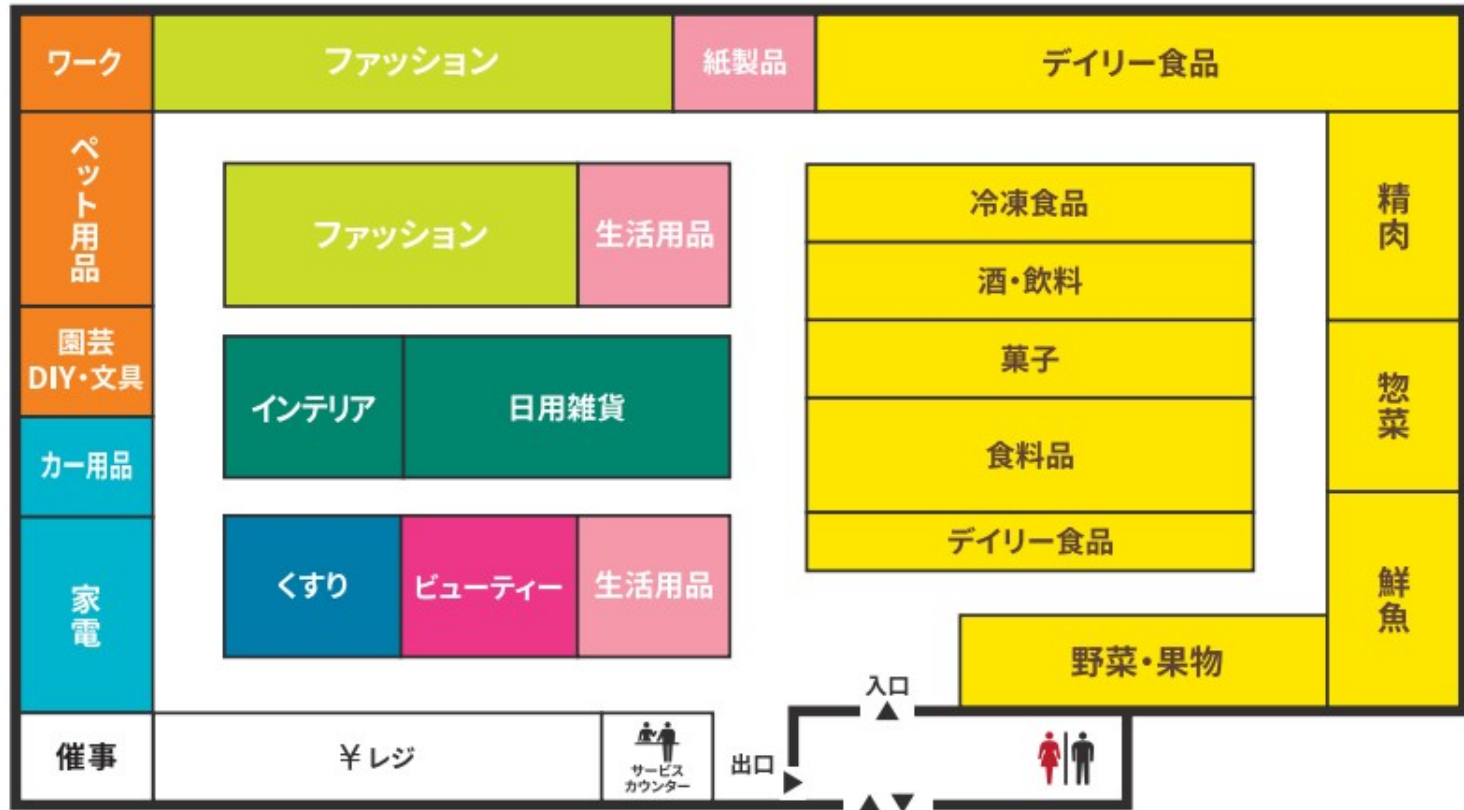 ワーク
ファッション
紙製品
デイリー食品
ペット用品
ファッション
生活用品
冷凍食品
精肉
酒・飲料
園芸
DIY・文具
インテリア
日用雑貨
菓子
惣菜
カー用品
食料品
デイリー食品
家電
くすり
ビューティー
生活用品
鮮魚
野菜・果物
入口
催事
¥レジ
サービス
カウンター
出口